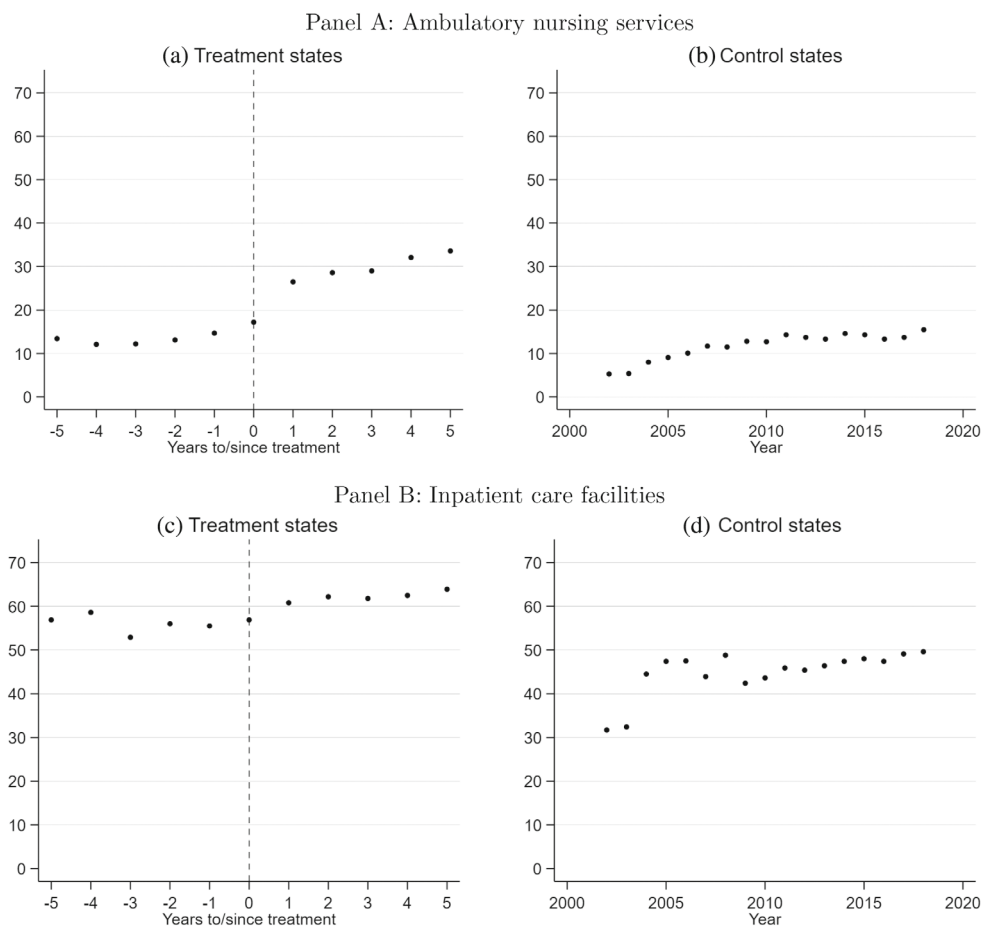 Panel A: Ambulatory nursing services
(a) Treatment states
(b) Control states
70
60
50
40
30
20
10
0
-5 -4 -3 -2 -1 0 1 2 3 4 5
Years to/since treatment
70
60
50
40
30
20
10
0
2000 2005 2010 2015 2020
Year
Panel B: Inpatient care facilities
(c) Treatment states
(d) Control states
70
60
50
40
30
20
10
0
-5 -4 -3 -2 -1 0 1 2 3 4 5
Years to/since treatment
70
60
50
40
30
20
10
0
2000 2005 2010 2015 2020
Year